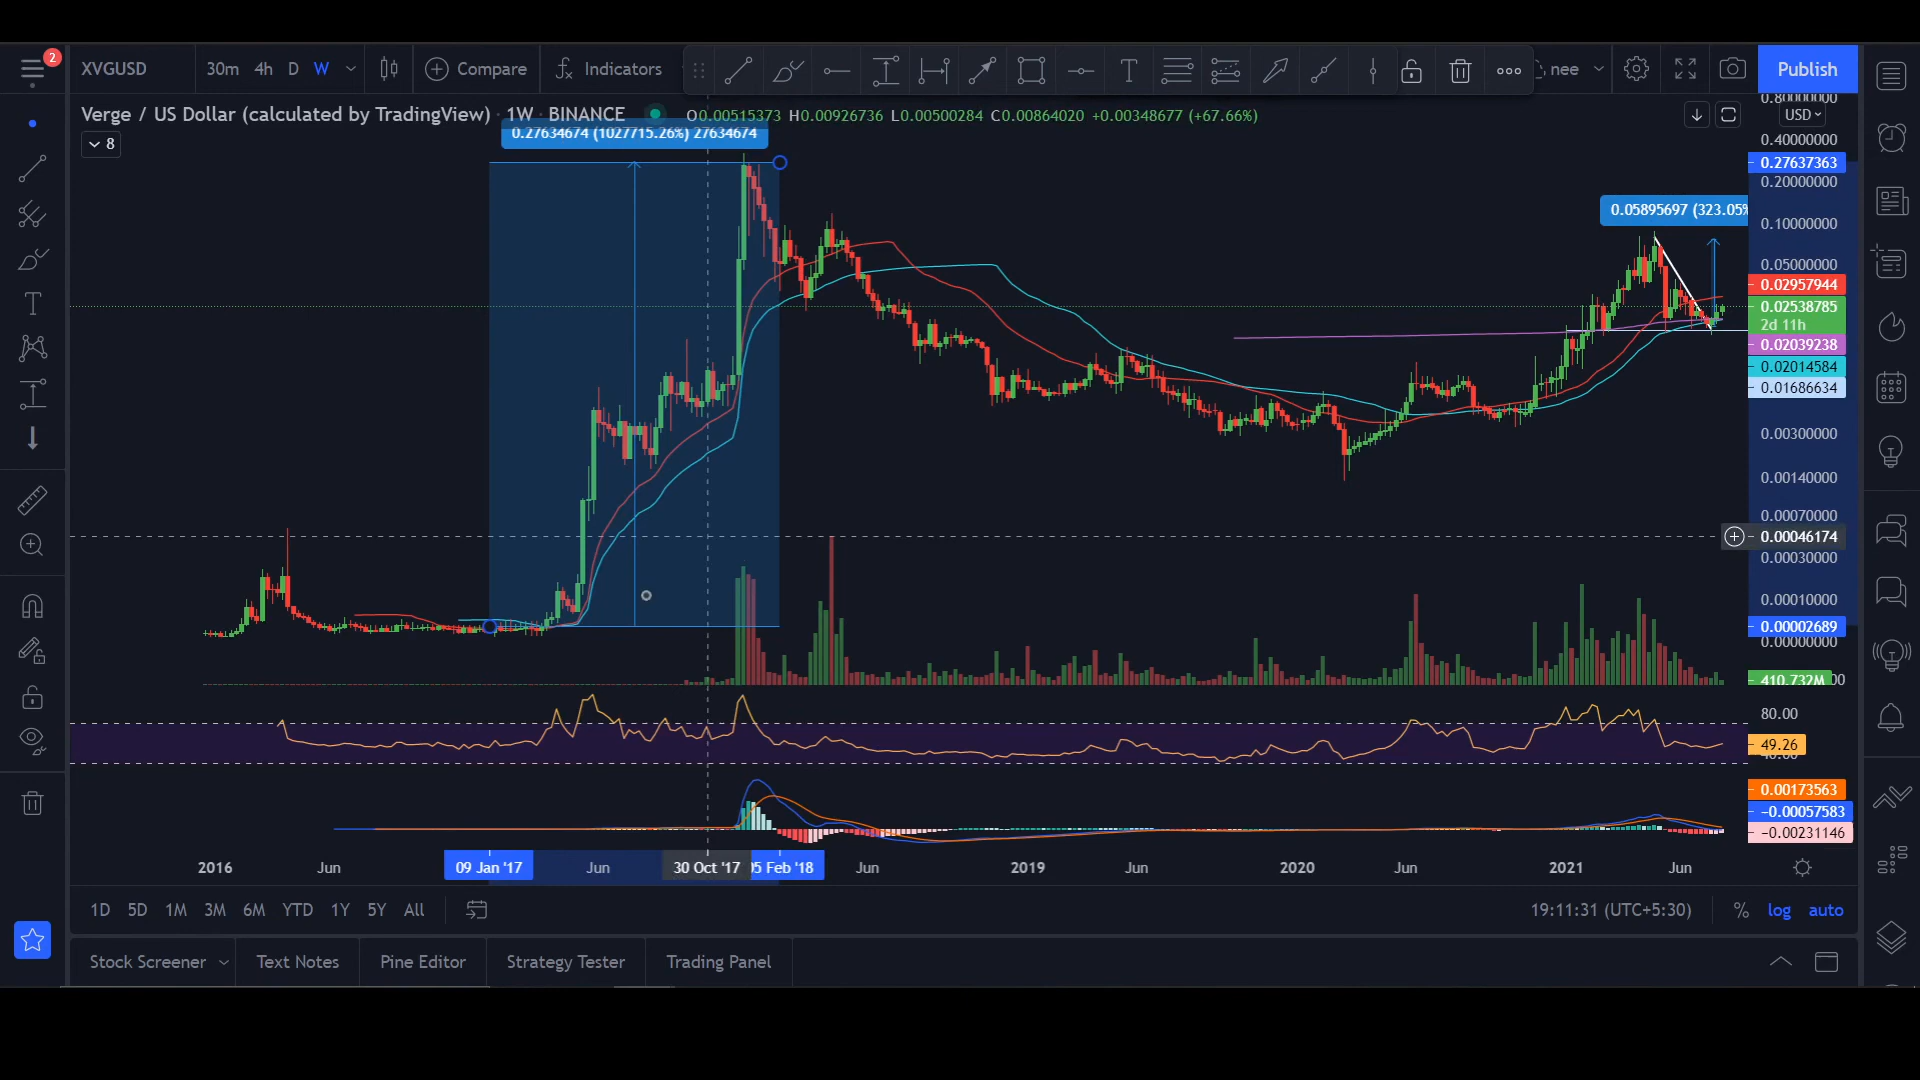 2
XVGUSD
30m 4h D W
Compare
Indicators
nee
Publish
Verge / US Dollar (calculated by TradingView) · 1W · BINANCE
O0.00515373 H0.00926736 L0.00500284 C0.00864020 +0.00348677 (+67.66%)
USD
8
0.27634674 (1027715.26%) 27634674
0.05895697 (323.05%
0.80000000
0.40000000
0.27637363
0.20000000
0.10000000
0.05000000
0.02957944
0.02538785
2d 11h
0.02039238
0.02014584
0.01686634
0.00300000
0.00140000
0.00070000
0.00046174
0.00030000
0.00010000
0.00002689
0.00000000
410.732M
80.00
49.26
0.00173563
−0.00057583
−0.00231146
2016 Jun 09 Jan '17 Jun 30 Oct '17 05 Feb '18 Jun 2019 Jun 2020 Jun 2021 Jun
1D 5D 1M 3M 6M YTD 1Y 5Y All
19:11:31 (UTC+5:30) % log auto
Stock Screener Text Notes Pine Editor Strategy Tester Trading Panel